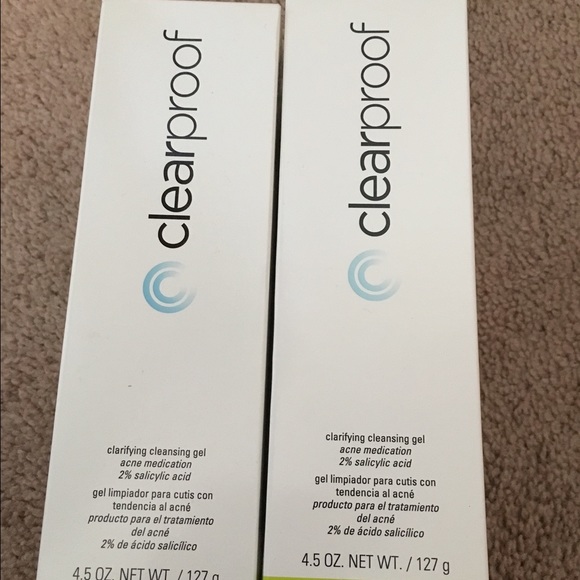 clearproof
clarifying cleansing gel
acne medication
2% salicylic acid
gel limpiador para cutis con
tendencia al acné
producto para el tratamiento
del acné
2% de ácido salicílico
4.5 OZ. NET WT. / 127 g
clearproof
clarifying cleansing gel
acne medication
2% salicylic acid
gel limpiador para cutis con
tendencia al acné
producto para el tratamiento
del acné
2% de ácido salicílico
4.5 OZ. NET WT. / 127 g